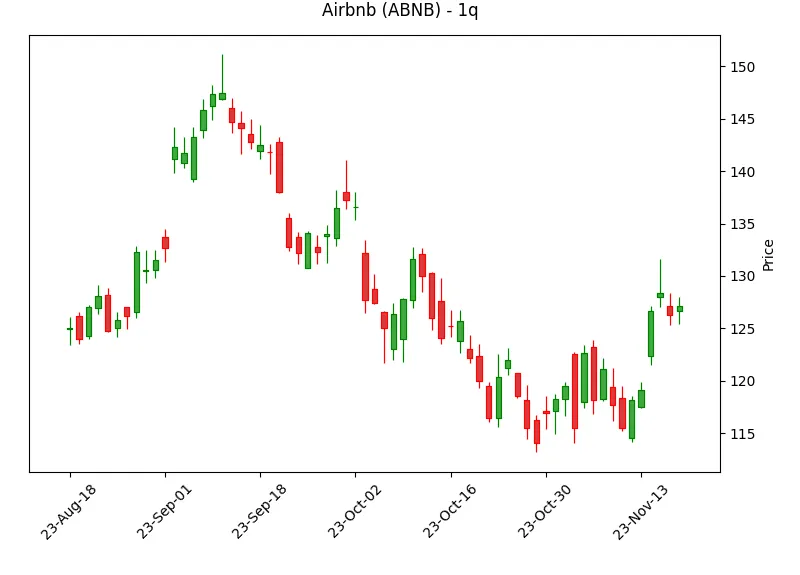 Airbnb (ABNB) - 1q
150
145
140
135
130
125
120
115
Price
23-Aug-18
23-Sep-01
23-Sep-18
23-Oct-02
23-Oct-16
23-Oct-30
23-Nov-13